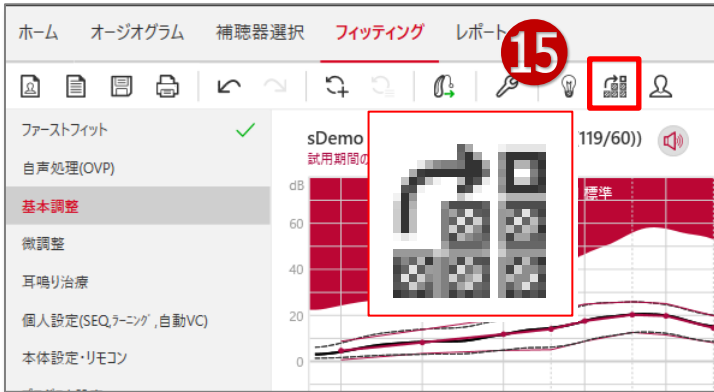 ホーム オージオグラム 補聴器選択 フィッティング レポート
15
ファーストフィット
自声処理(OVP)
基本調整
微調整
耳鳴り治療
個人設定(SEQ,ラーニング,自動VC)
本体設定・リモコン
sDemo
119/60))
試用期間の
dB
標準
60
40
20
0